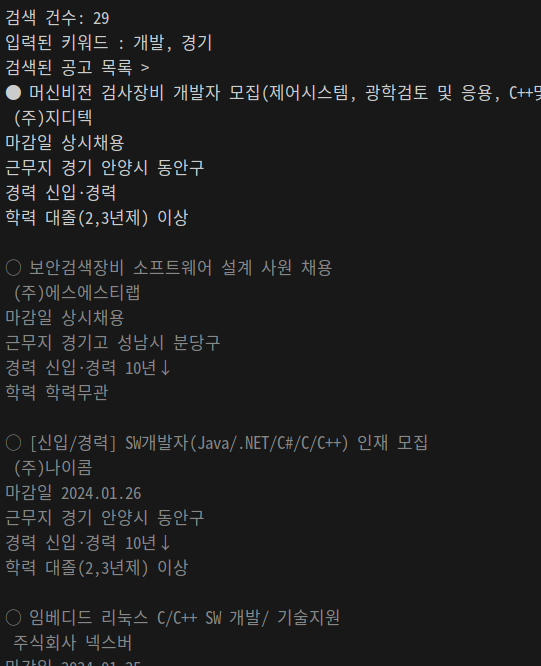 검색 건수: 29
입력된 키워드 : 개발, 경기
검색된 공고 목록 >
● 머신비전 검사장비 개발자 모집(제어시스템, 광학검토 및 응용, C++및
(주)지디텍
마감일 상시채용
근무지 경기 안양시 동안구
경력 신입·경력
학력 대졸(2,3년제) 이상
○ 보안검색장비 소프트웨어 설계 사원 채용
(주)에스에스티랩
마감일 상시채용
근무지 경기고 성남시 분당구
경력 신입·경력 10년↓
학력 학력무관
○ [신입/경력] SW개발자(Java/.NET/C#/C/C++) 인재 모집
(주)나이콤
마감일 2024.01.26
근무지 경기 안양시 동안구
경력 신입·경력 10년↓
학력 대졸(2,3년제) 이상
○ 임베디드 리눅스 C/C++ SW 개발/ 기술지원
주식회사 넥스버
마감일 2024.01.25